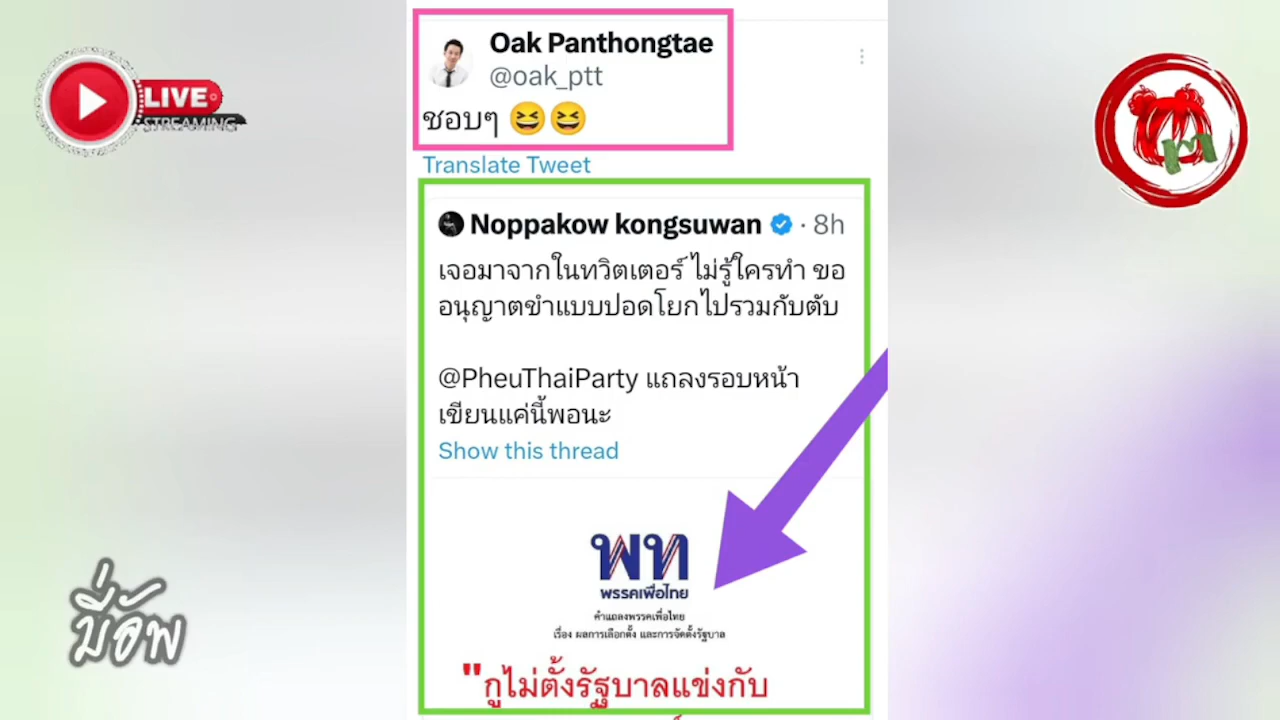 Oak Panthongtae
@oak_ptt
ชอบๆ 😆😆
Translate Tweet
Noppakow kongsuwan · 8h
เจอมาจากในทวิตเตอร์ ไม่รู้ใครทำ ขอ
อนุญาตขำแบบปอดโยกไปรวมกับตับ
@PheuThaiParty แถลงรอบหน้า
เขียนแค่นี้พอนะ
Show this thread
พท
พรรคเพื่อไทย
คำแถลงพรรคเพื่อไทย
เรื่อง ผลการเลือกตั้ง และการจัดตั้งรัฐบาล
"กูไม่ตั้งรัฐบาลแข่งกับ
LIVE
STREAMING
มี่อัพ